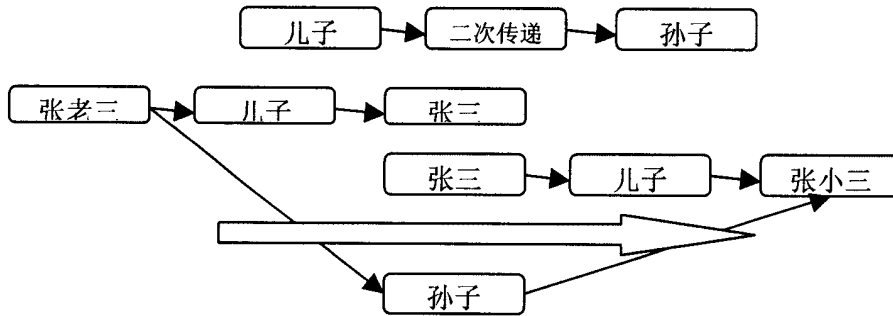 儿子 二次传递 孙子
张老三 儿子 张三
张三 儿子 张小三
孙子